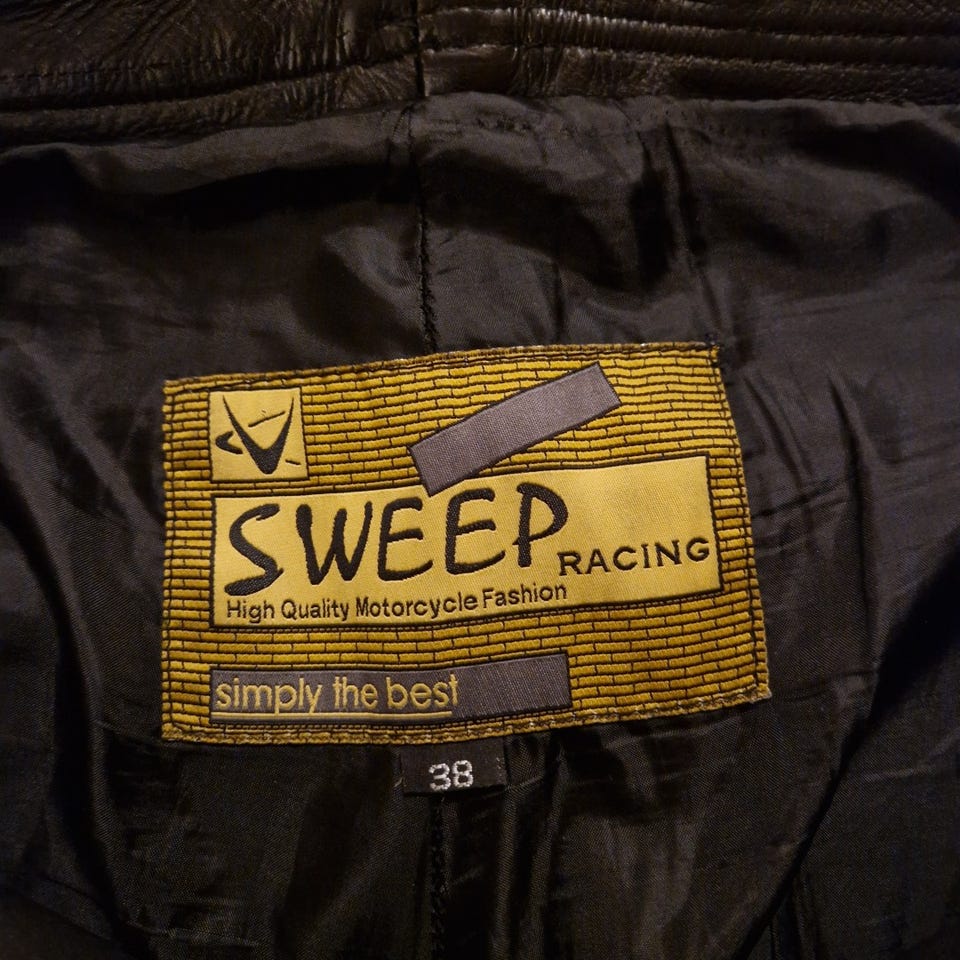 SWEEP RACING
High Quality Motorcycle Fashion
simply the best
38